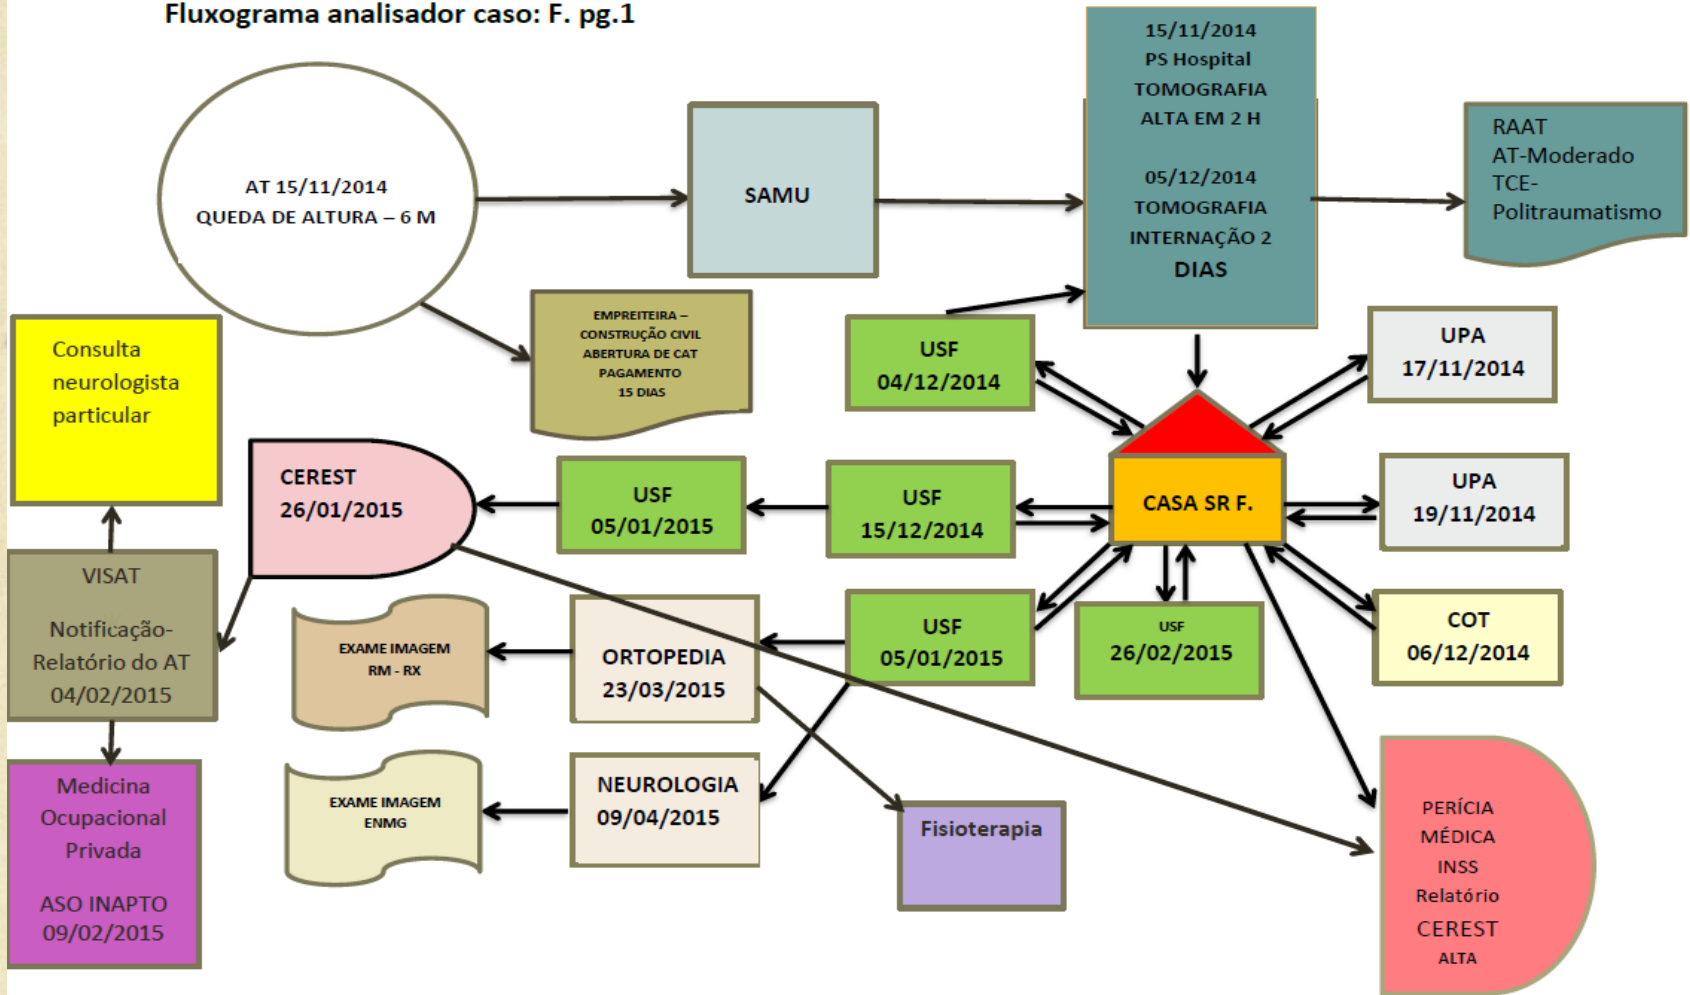 Fluxograma analisador caso: F. pg.1
AT 15/11/2014
QUEDA DE ALTURA – 6 M
SAMU
15/11/2014
PS Hospital
TOMOGRAFIA
ALTA EM 2 H
05/12/2014
TOMOGRAFIA
INTERNAÇÃO 2
DIAS
RAAT
AT-Moderado
TCE-
Politraumatismo
EMPREITEIRA –
CONSTRUÇÃO CIVIL
ABERTURA DE CAT
PAGAMENTO
15 DIAS
Consulta
neurologista
particular
USF
04/12/2014
UPA
17/11/2014
CEREST
26/01/2015
USF
05/01/2015
USF
15/12/2014
CASA SR F.
UPA
19/11/2014
VISAT
Notificação-
Relatório do AT
04/02/2015
EXAME IMAGEM
RM - RX
ORTOPEDIA
23/03/2015
USF
05/01/2015
USF
26/02/2015
COT
06/12/2014
Medicina
Ocupacional
Privada
ASO INAPTO
09/02/2015
EXAME IMAGEM
ENMG
NEUROLOGIA
09/04/2015
Fisioterapia
PERÍCIA
MÉDICA
INSS
Relatório
CEREST
ALTA